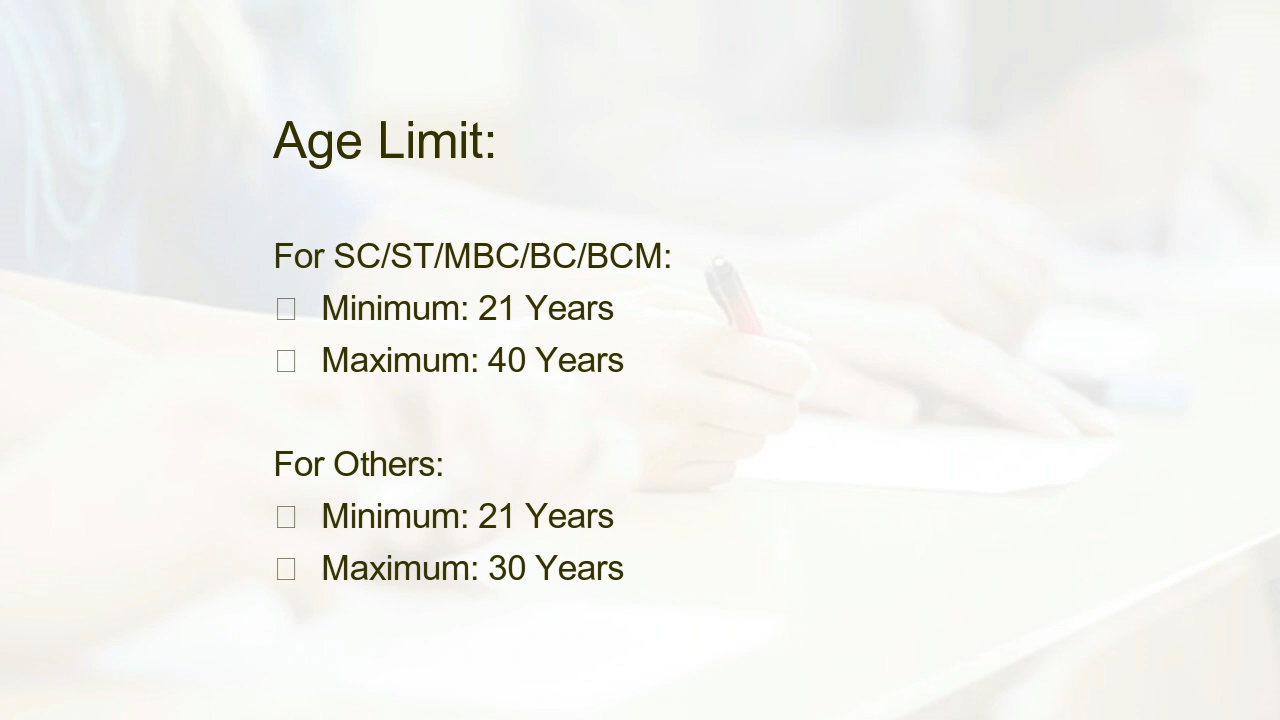 Age Limit:
For SC/ST/MBC/BC/BCM:
Minimum: 21 Years
Maximum: 40 Years
For Others:
Minimum: 21 Years
Maximum: 30 Years